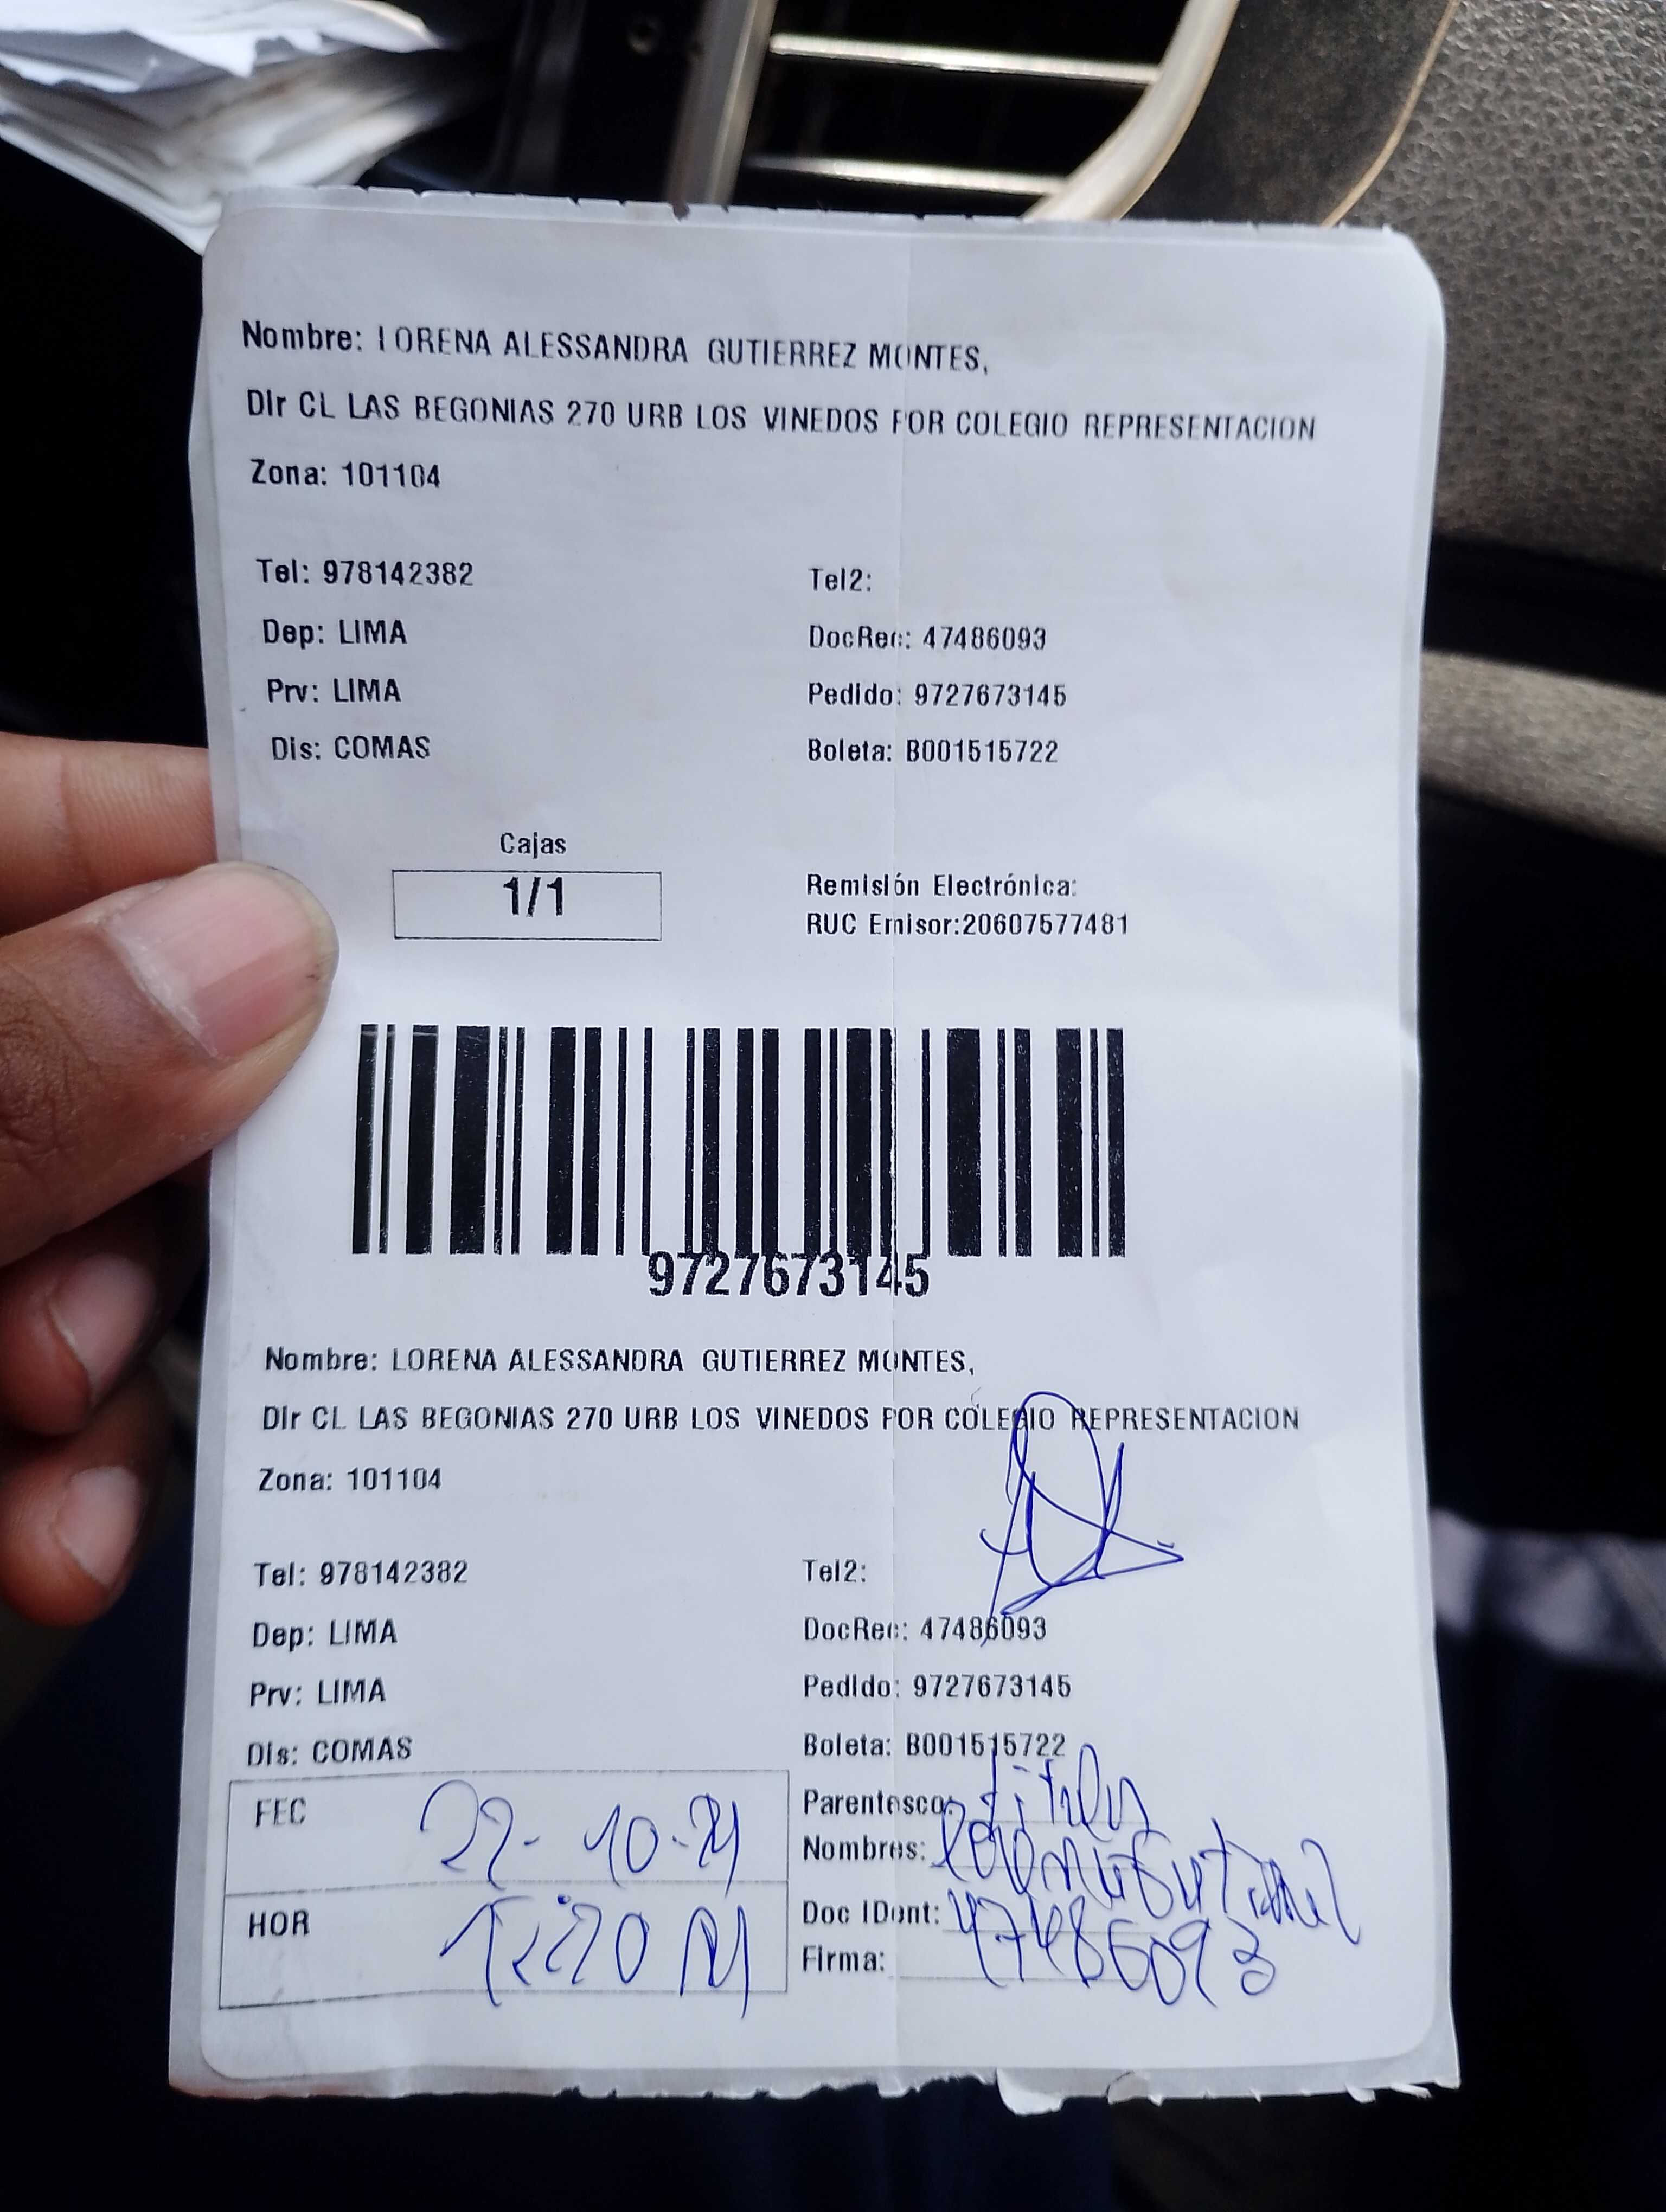 Nombre: LORENA ALESSANDRA GUTIERREZ MONTES,
Dir CL LAS BEGONIAS 270 URB LOS VINEDOS POR COLEGIO REPRESENTACION
Zona: 101104
Tel: 978142382 Tel2:
Dep: LIMA DocRec: 47486093
Prv: LIMA Pedido: 9727673145
Dis: COMAS Boleta: B001515722
Cajas
1/1
Remisión Electrónica:
RUC Emisor:20607577481
9727673145
Nombre: LORENA ALESSANDRA GUTIERREZ MONTES,
Dir CL LAS BEGONIAS 270 URB LOS VINEDOS POR COLEGIO REPRESENTACION
Zona: 101104
Tel: 978142382 Tel2:
Dep: LIMA DocRec: 47486093
Prv: LIMA Pedido: 9727673145
Dis: COMAS Boleta: B001515722
FEC
HOR
Parentesco:
Nombres:
Doc IDent: 47486093
Firma: